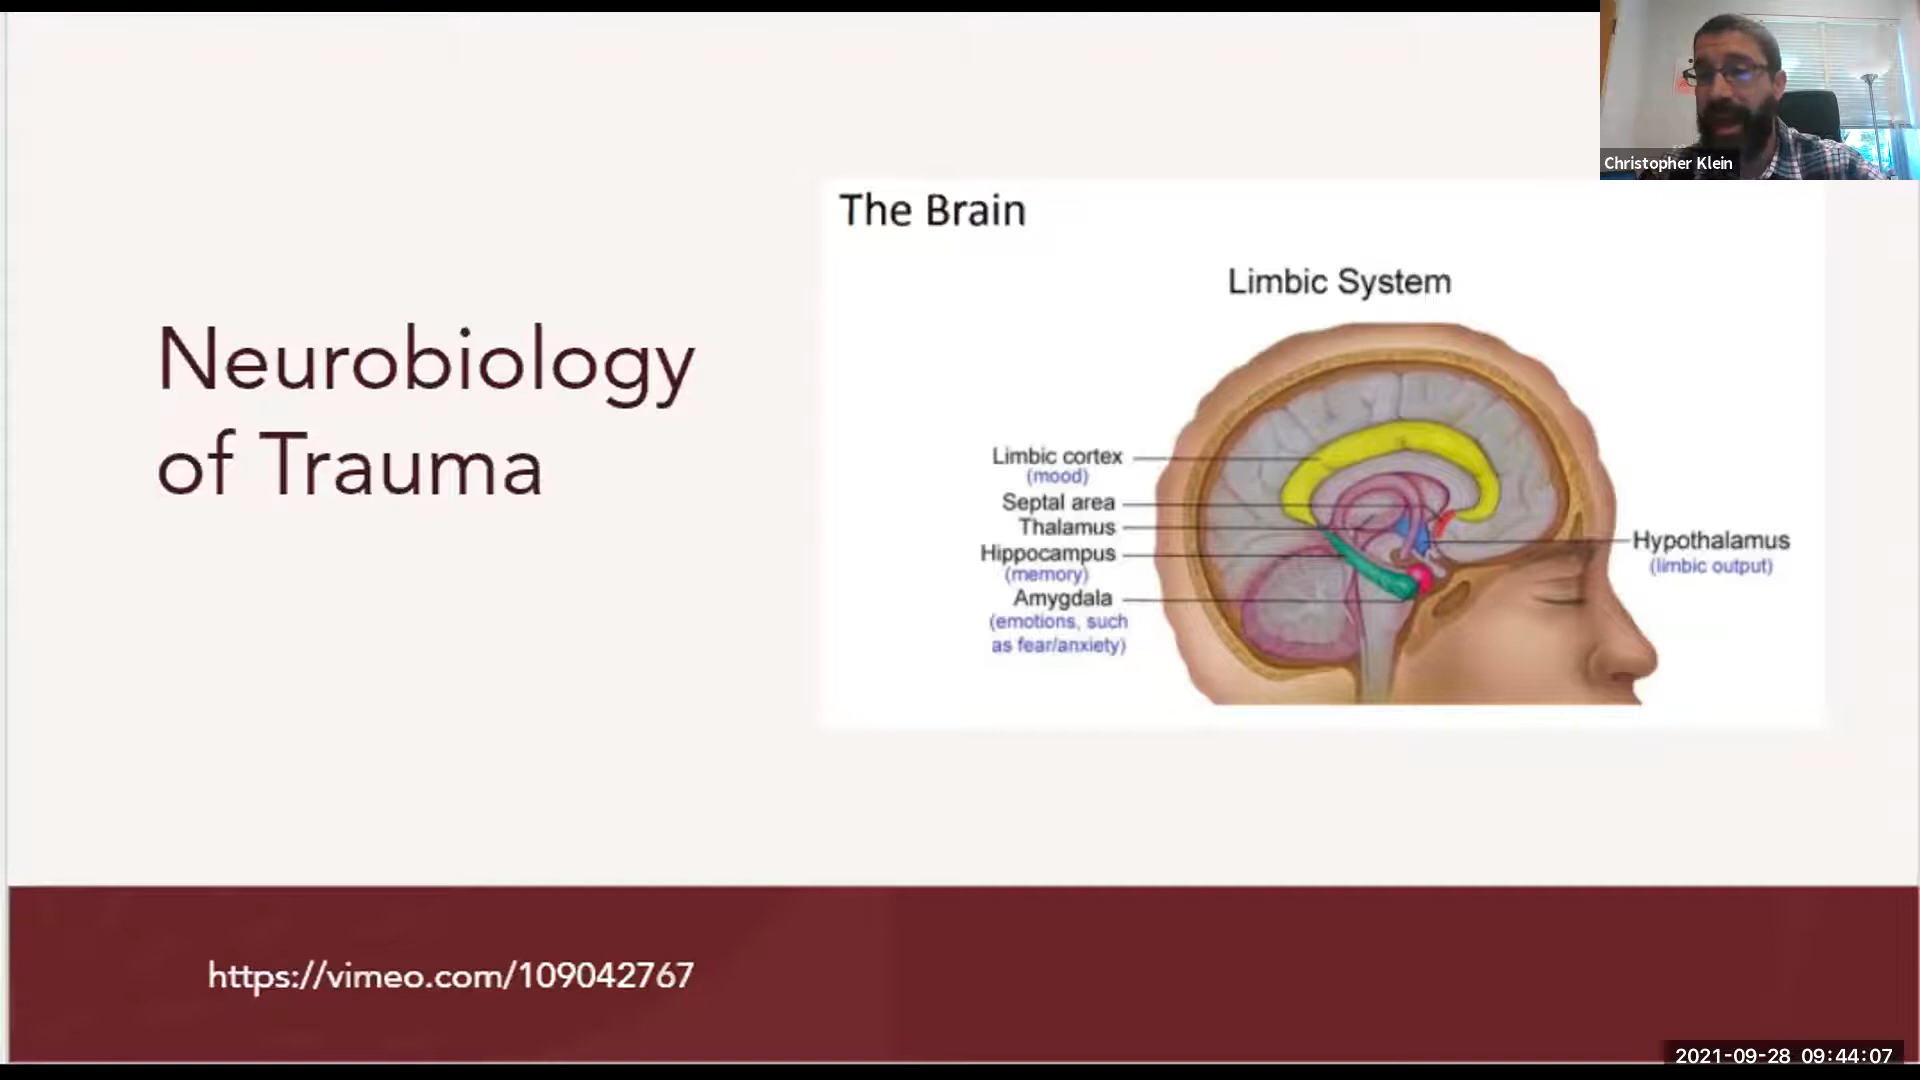 Neurobiology
of Trauma
The Brain
Limbic System
Limbic cortex
(mood)
Septal area
Thalamus
Hippocampus
(memory)
Amygdala
(emotions, such
as fear/anxiety)
Hypothalamus
(limbic output)
https://vimeo.com/109042767
Christopher Klein
2021-09-28 09:44:07